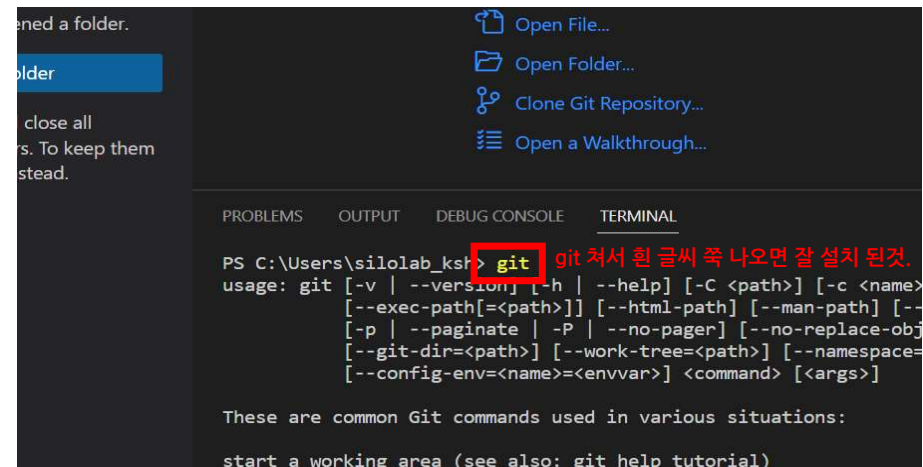 ened a folder.
older
close all
rs. To keep them
stead.
Open File...
Open Folder...
Clone Git Repository...
Open a Walkthrough...
PROBLEMS OUTPUT DEBUG CONSOLE TERMINAL
PS C:\Users\silolab_ksh> git git 쳐서 흰 글씨 쭉 나오면 잘 설치 된것.
usage: git [-v | --version] [-h | --help] [-C <path>] [-c <name>
[--exec-path[=<path>]] [--html-path] [--man-path] [--
[-p | --paginate | -P | --no-pager] [--no-replace-obj
[--git-dir=<path>] [--work-tree=<path>] [--namespace=
[--config-env=<name>=<envvar>] <command> [<args>]
These are common Git commands used in various situations:
start a working area (see also: git help tutorial)